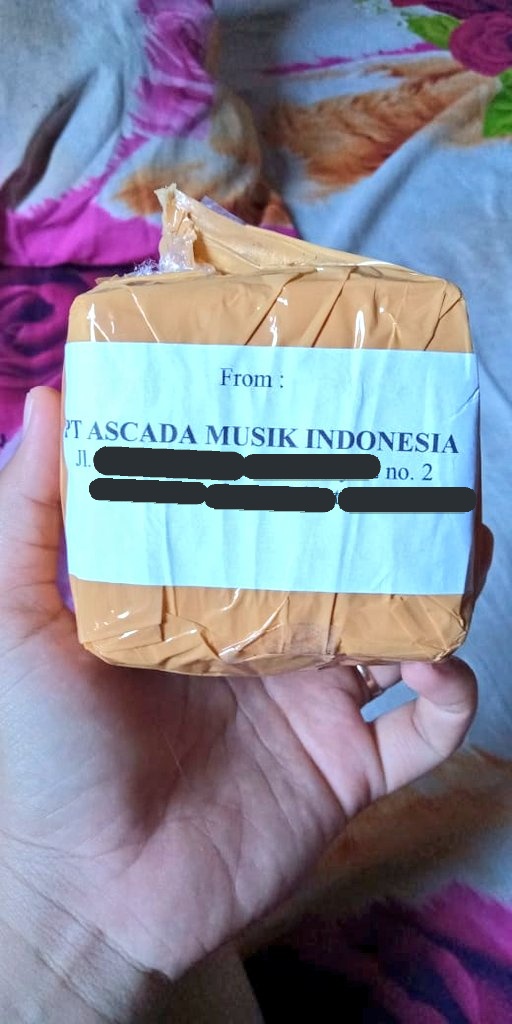 From :
PT ASCADA MUSIK INDONESIA
Jl. no. 2